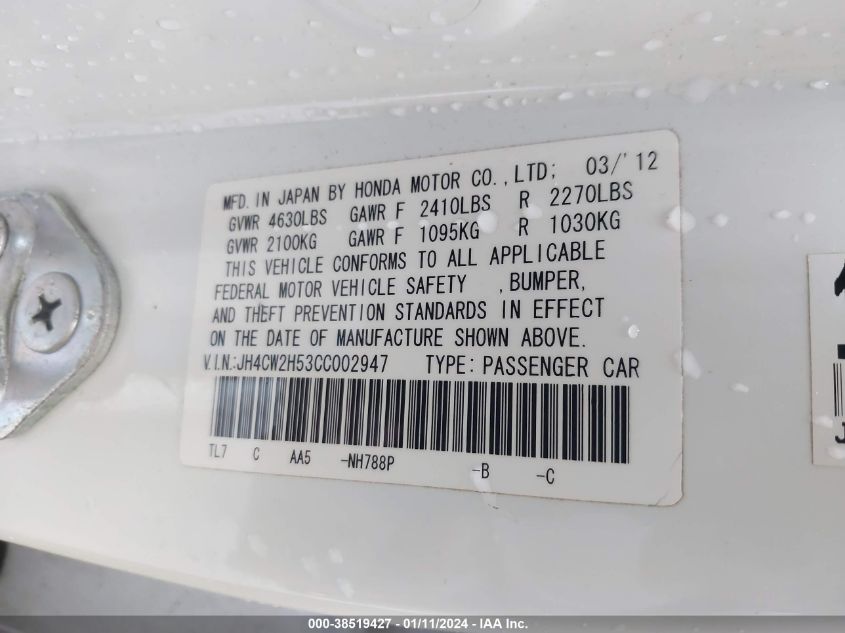 MFD. IN JAPAN BY HONDA MOTOR CO.,LTD; 03/'12
GVWR 4630LBS GAWR F 2410LBS R 2270LBS
GVWR 2100KG GAWR F 1095KG R 1030KG
THIS VEHICLE CONFORMS TO ALL APPLICABLE
FEDERAL MOTOR VEHICLE SAFETY , BUMPER,
AND THEFT PREVENTION STANDARDS IN EFFECT
ON THE DATE OF MANUFACTURE SHOWN ABOVE.
V.I.N.:JH4CW2H53CC002947 TYPE: PASSENGER CAR
TL7 C AA5 -NH788P -B -C
000-38519427 - 01/11/2024 - IAA Inc.